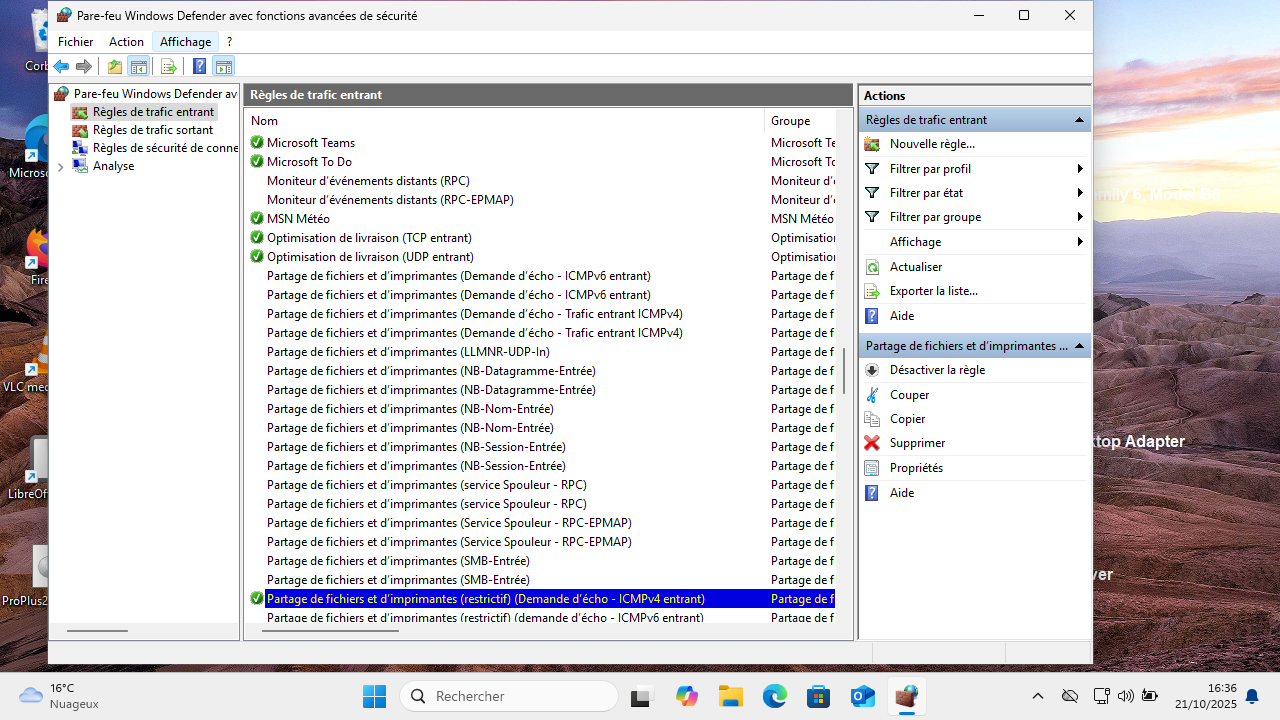 Pare-feu Windows Defender avec fonctions avancées de sécurité
Fichier Action Affichage ?
Pare-feu Windows Defender av
Règles de trafic entrant
Règles de trafic sortant
Règles de sécurité de conne
Analyse
Règles de trafic entrant
Nom Groupe
Microsoft Teams Microsoft Te
Microsoft To Do Microsoft To
Moniteur d'événements distants (RPC) Moniteur d'
Moniteur d'événements distants (RPC-EPMAP) Moniteur d'
MSN Météo MSN Météo
Optimisation de livraison (TCP entrant) Optimisation
Optimisation de livraison (UDP entrant) Optimisation
Partage de fichiers et d'imprimantes (Demande d'écho - ICMPv6 entrant) Partage de f
Partage de fichiers et d'imprimantes (Demande d'écho - ICMPv6 entrant) Partage de f
Partage de fichiers et d'imprimantes (Demande d'écho - Trafic entrant ICMPv4) Partage de f
Partage de fichiers et d'imprimantes (Demande d'écho - Trafic entrant ICMPv4) Partage de f
Partage de fichiers et d'imprimantes (LLMNR-UDP-In) Partage de f
Partage de fichiers et d'imprimantes (NB-Datagramme-Entrée) Partage de f
Partage de fichiers et d'imprimantes (NB-Datagramme-Entrée) Partage de f
Partage de fichiers et d'imprimantes (NB-Nom-Entrée) Partage de f
Partage de fichiers et d'imprimantes (NB-Nom-Entrée) Partage de f
Partage de fichiers et d'imprimantes (NB-Session-Entrée) Partage de f
Partage de fichiers et d'imprimantes (NB-Session-Entrée) Partage de f
Partage de fichiers et d'imprimantes (service Spouleur - RPC) Partage de f
Partage de fichiers et d'imprimantes (service Spouleur - RPC) Partage de f
Partage de fichiers et d'imprimantes (Service Spouleur - RPC-EPMAP) Partage de f
Partage de fichiers et d'imprimantes (Service Spouleur - RPC-EPMAP) Partage de f
Partage de fichiers et d'imprimantes (SMB-Entrée) Partage de f
Partage de fichiers et d'imprimantes (SMB-Entrée) Partage de f
Partage de fichiers et d'imprimantes (restrictif) (Demande d'écho - ICMPv4 entrant) Partage de f
Partage de fichiers et d'imprimantes (restrictif) (demande d'écho - ICMPv6 entrant) Partage de f
Actions
Règles de trafic entrant
Nouvelle règle...
Filtrer par profil
Filtrer par état
Filtrer par groupe
Affichage
Actualiser
Exporter la liste...
Aide
Partage de fichiers et d'imprimantes ...
Désactiver la règle
Couper
Copier
Supprimer
Propriétés
Aide
Corb
Micros
Fire
VLC med
LibreOf
ProPlus2
mily 6, Model
ktop Adapter
ver
16°C
Nuageux
Rechercher
16:36
21/10/2025